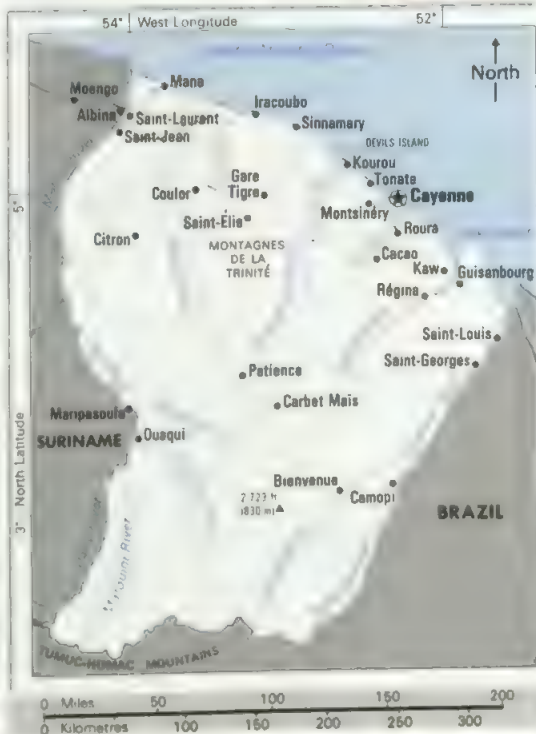 54° West Longitude 52°
North
Mana
Moengo
Albina
Saint-Laurent
Saint-Jean
Iracoubo
Sinnamary
DEVILS ISLAND
Kourou
Tonate
Gare
Tigre
Coulor
Cayenne
5°
Montsinéry
Saint-Élie
Roura
Citron
MONTAGNES
DE LA
TRINITÉ
Cacao
Kaw
Guisanbourg
Régina
Saint-Louis
Saint-Georges
Patience
Carbet Mais
Maripasoula
SURINAME
Ouaqui
North Latitude
Bienvenue
Camopi
2,723 ft
(830 m)
BRAZIL
3°
River
TUMUC-HUMAC MOUNTAINS
0 Miles 50 100 150 200
0 Kilometres 100 150 200 250 300